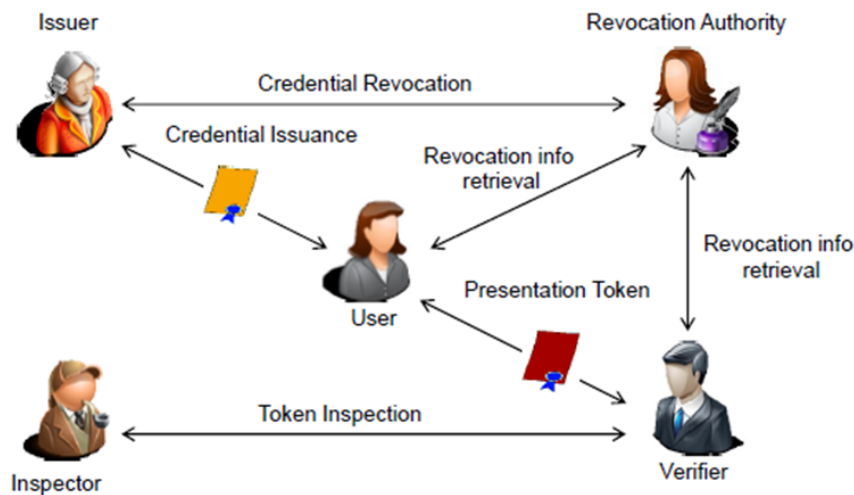 Issuer
Revocation Authority
Credential Revocation
Credential Issuance
Revocation info
retrieval
Revocation info
retrieval
Presentation Token
User
Token Inspection
Inspector
Verifier